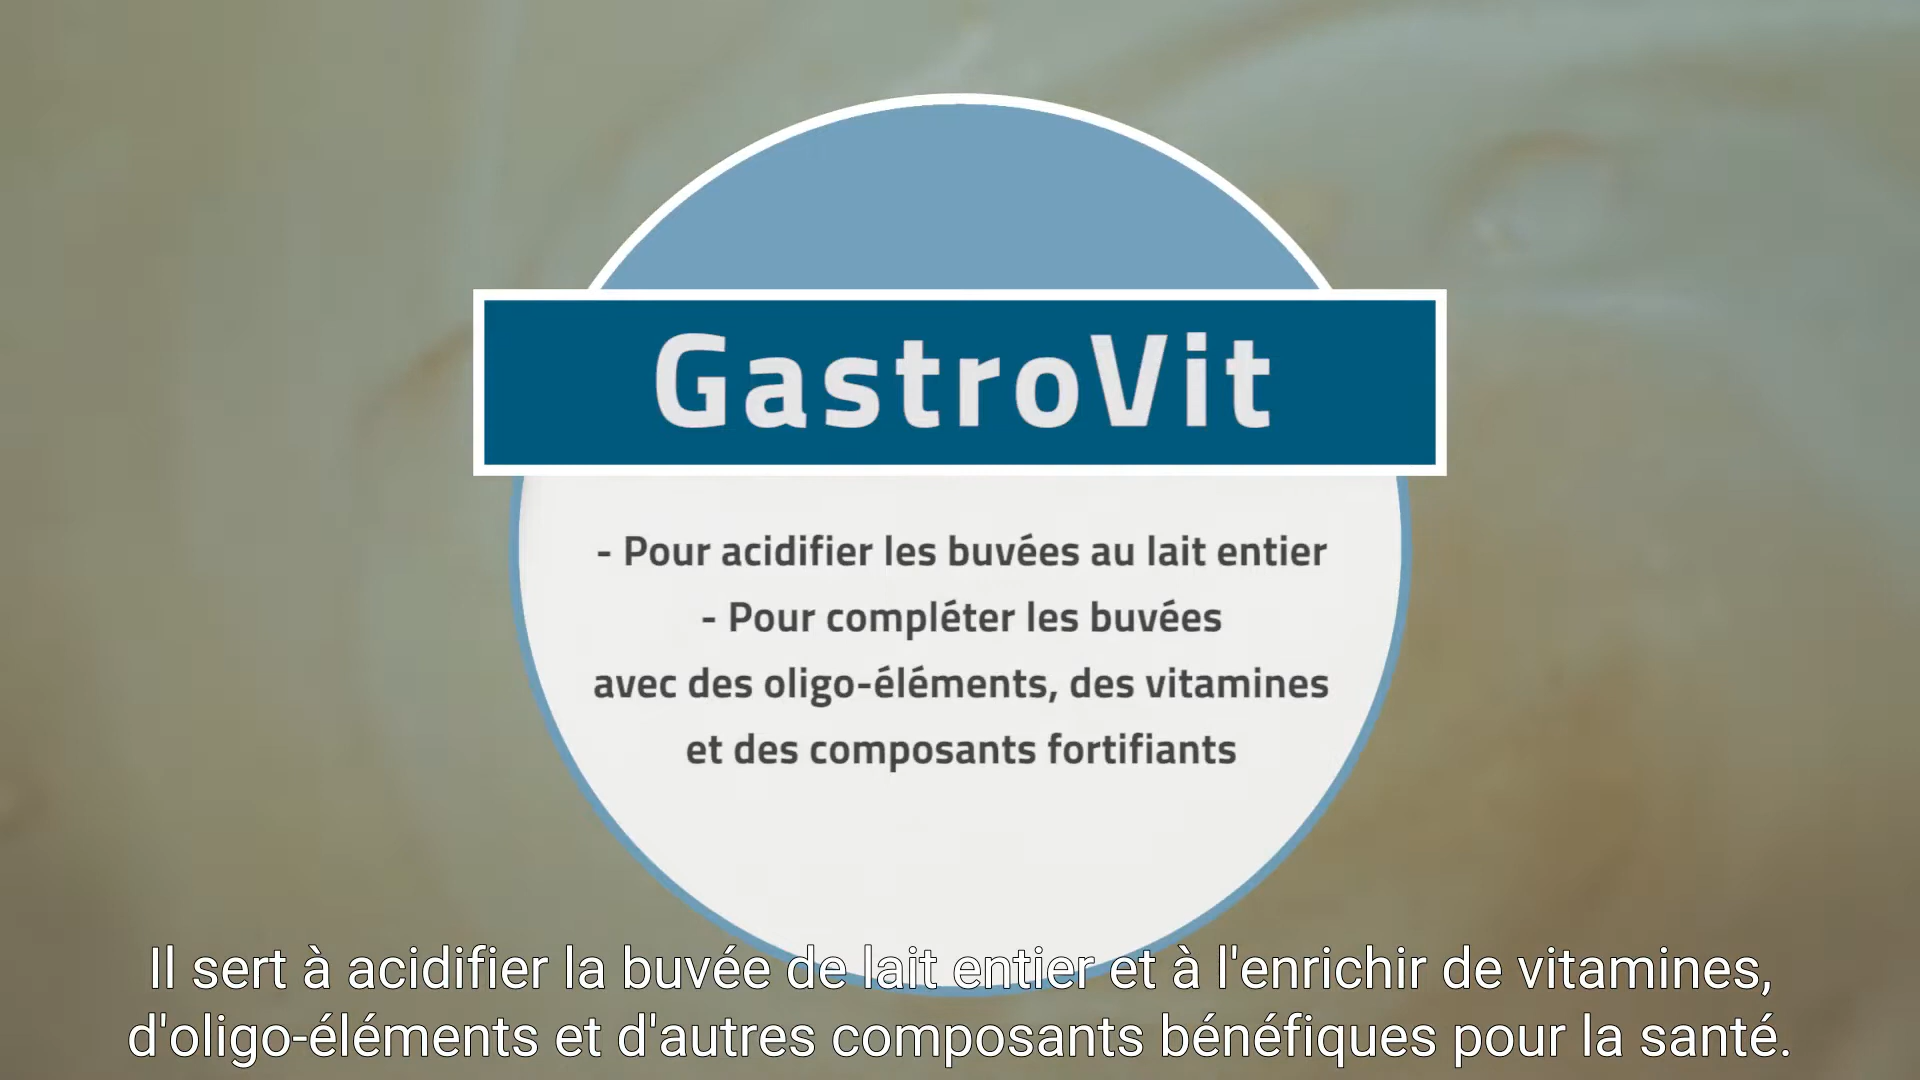 GastroVit
- Pour acidifier les buvées au lait entier
- Pour compléter les buvées
avec des oligo-éléments, des vitamines
et des composants fortifiants
Il sert à acidifier la buvée de lait entier et à l'enrichir de vitamines,
d'oligo-éléments et d'autres composants bénéfiques pour la santé.